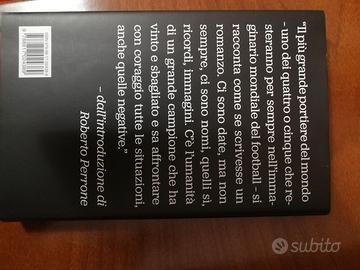 "Il più grande portiere del mondo
- uno dei quattro o cinque che re-
steranno per sempre nell'imma-
ginario mondiale del football - si
racconta come se scrivesse un
romanzo. Ci sono date, ma non
sempre, ci sono nomi, quelli sì,
ricordi, immagini. C'è l'umanità
di un grande campione che ha
vinto e sbagliato e sa affrontare
con coraggio tutte le situazioni,
anche quelle negative."
- dall'introduzione di
Roberto Perrone
subito